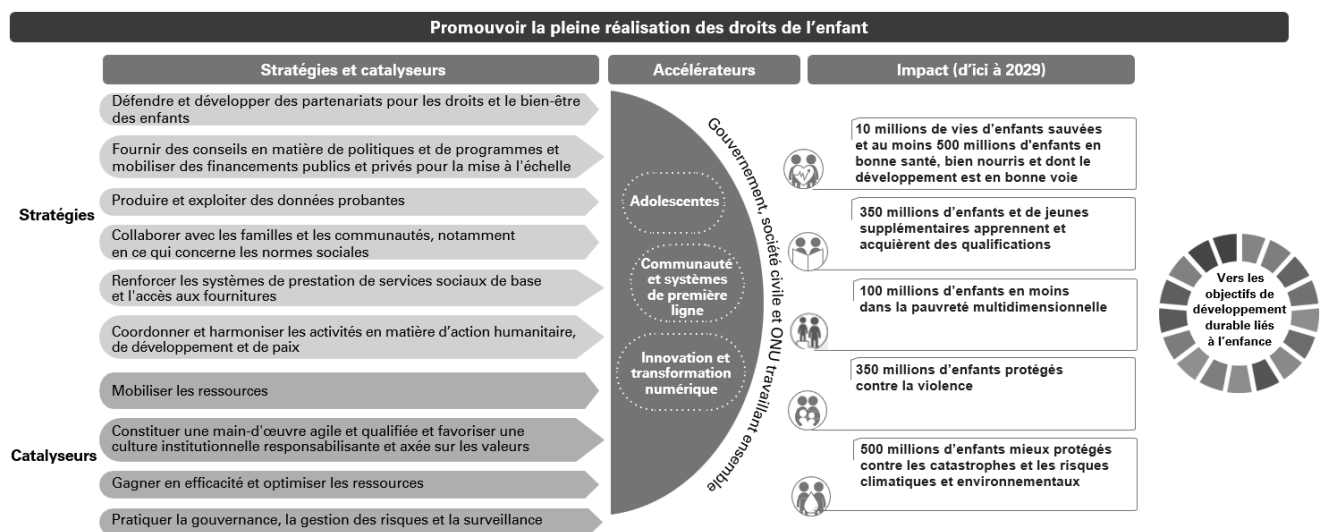 Promouvoir la pleine réalisation des droits de l’enfant
Stratégies et catalyseurs
Accélérateurs
Impact (d’ici à 2029)
Stratégies
Défendre et développer des partenariats pour les droits et le bien-être
des enfants
Fournir des conseils en matière de politiques et de programmes et
mobiliser des financements publics et privés pour la mise à l'échelle
Produire et exploiter des données probantes
Collaborer avec les familles et les communautés, notamment
en ce qui concerne les normes sociales
Renforcer les systèmes de prestation de services sociaux de base
et l'accès aux fournitures
Coordonner et harmoniser les activités en matière d’action humanitaire,
de développement et de paix
Catalyseurs
Mobiliser les ressources
Constituer une main-d'œuvre agile et qualifiée et favoriser une
culture institutionnelle responsabilisante et axée sur les valeurs
Gagner en efficacité et optimiser les ressources
Pratiquer la gouvernance, la gestion des risques et la surveillance
Adolescentes
Communauté
et systèmes
de première
ligne
Innovation et
transformation
numérique
Gouvernement, société civile et ONU travaillant ensemble
10 millions de vies d’enfants sauvées
et au moins 500 millions d'enfants en
bonne santé, bien nourris et dont le
développement est en bonne voie
350 millions d’enfants et de jeunes
supplémentaires apprennent et
acquièrent des qualifications
100 millions d’enfants en moins
dans la pauvreté multidimensionnelle
350 millions d’enfants protégés
contre la violence
500 millions d’enfants mieux protégés
contre les catastrophes et les risques
climatiques et environnementaux
Vers les
objectifs de
développement
durable liés
à l’enfance